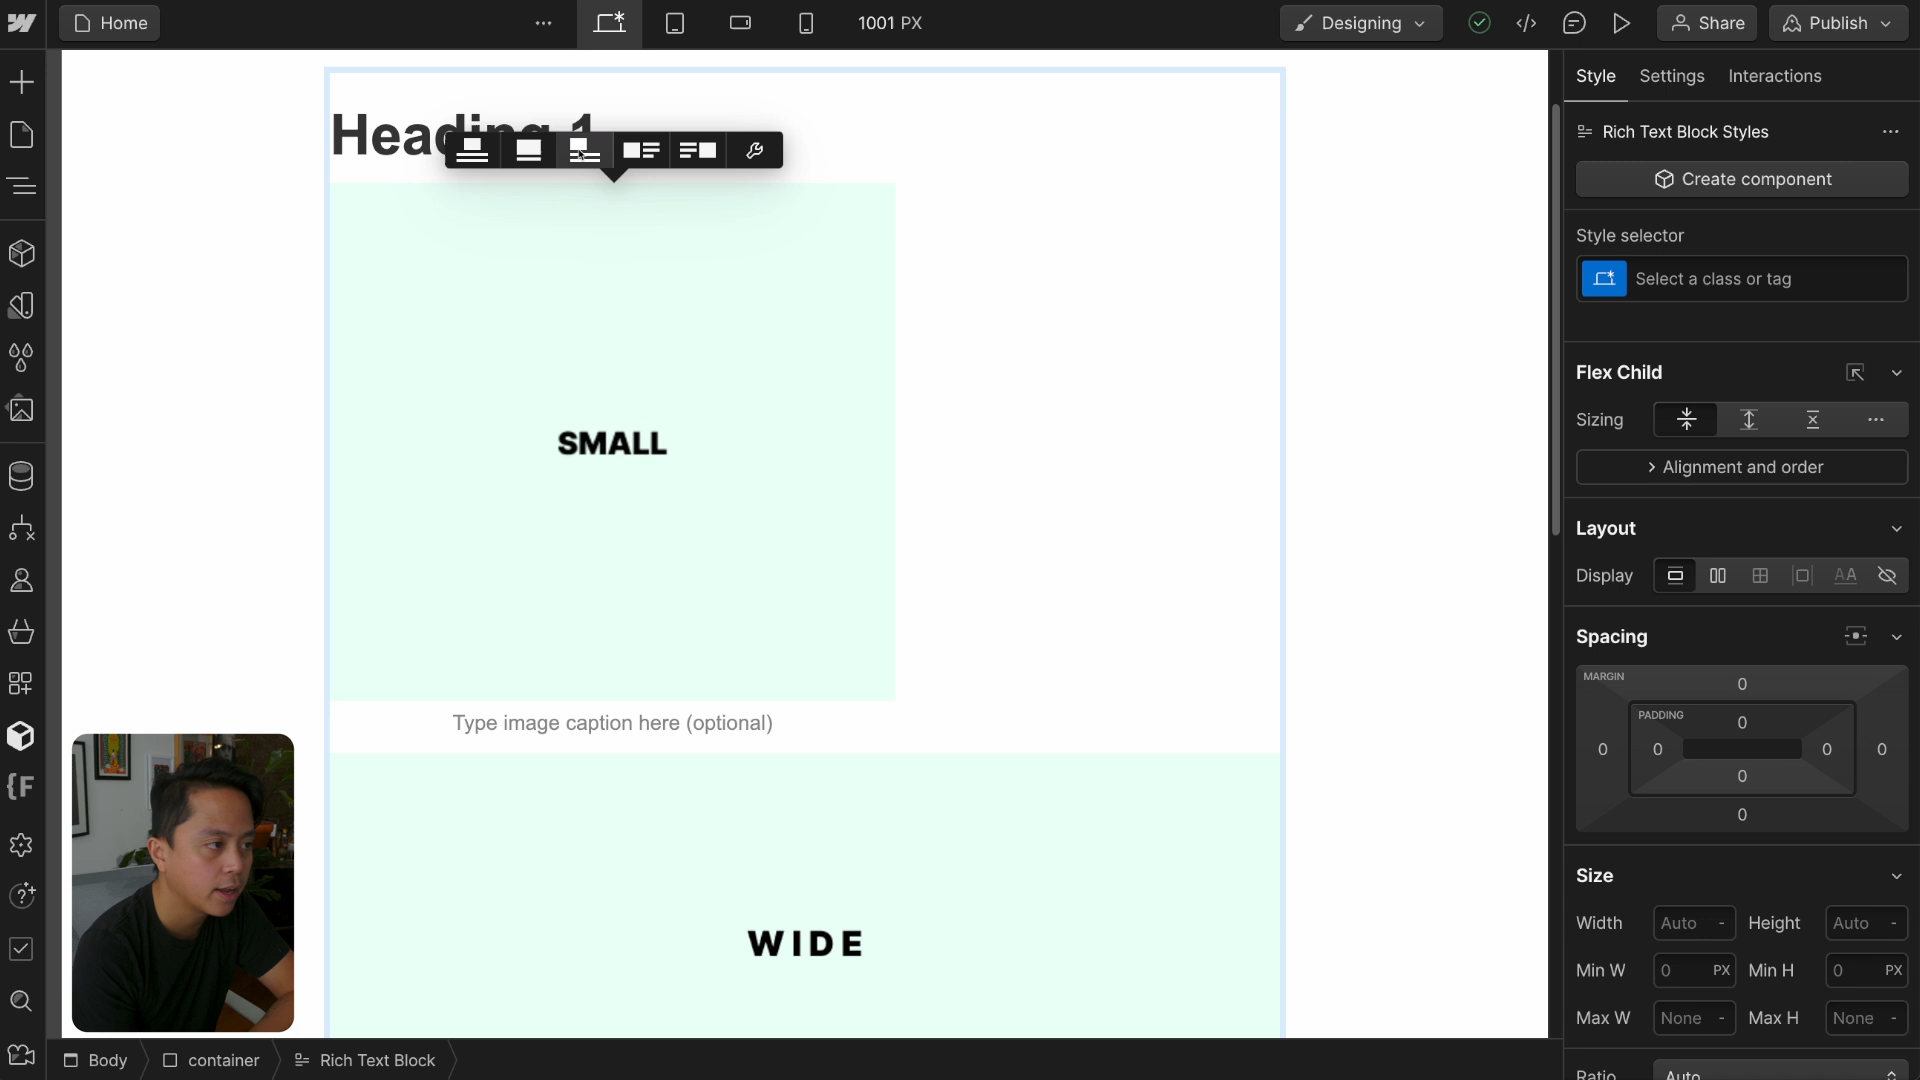 Home
1001 PX
Designing
Share
Publish
Style
Settings
Interactions
Heading 1
Rich Text Block Styles
Create component
Style selector
Select a class or tag
Flex Child
Sizing
Alignment and order
Layout
Display
AA
Spacing
MARGIN
0
PADDING
0
0
0
0
0
0
0
Size
Width
Auto
-
Height
Auto
-
Min W
0
PX
Min H
0
PX
Max W
None
-
Max H
None
-
Ratio
Auto
SMALL
Type image caption here (optional)
WIDE
Body
container
Rich Text Block